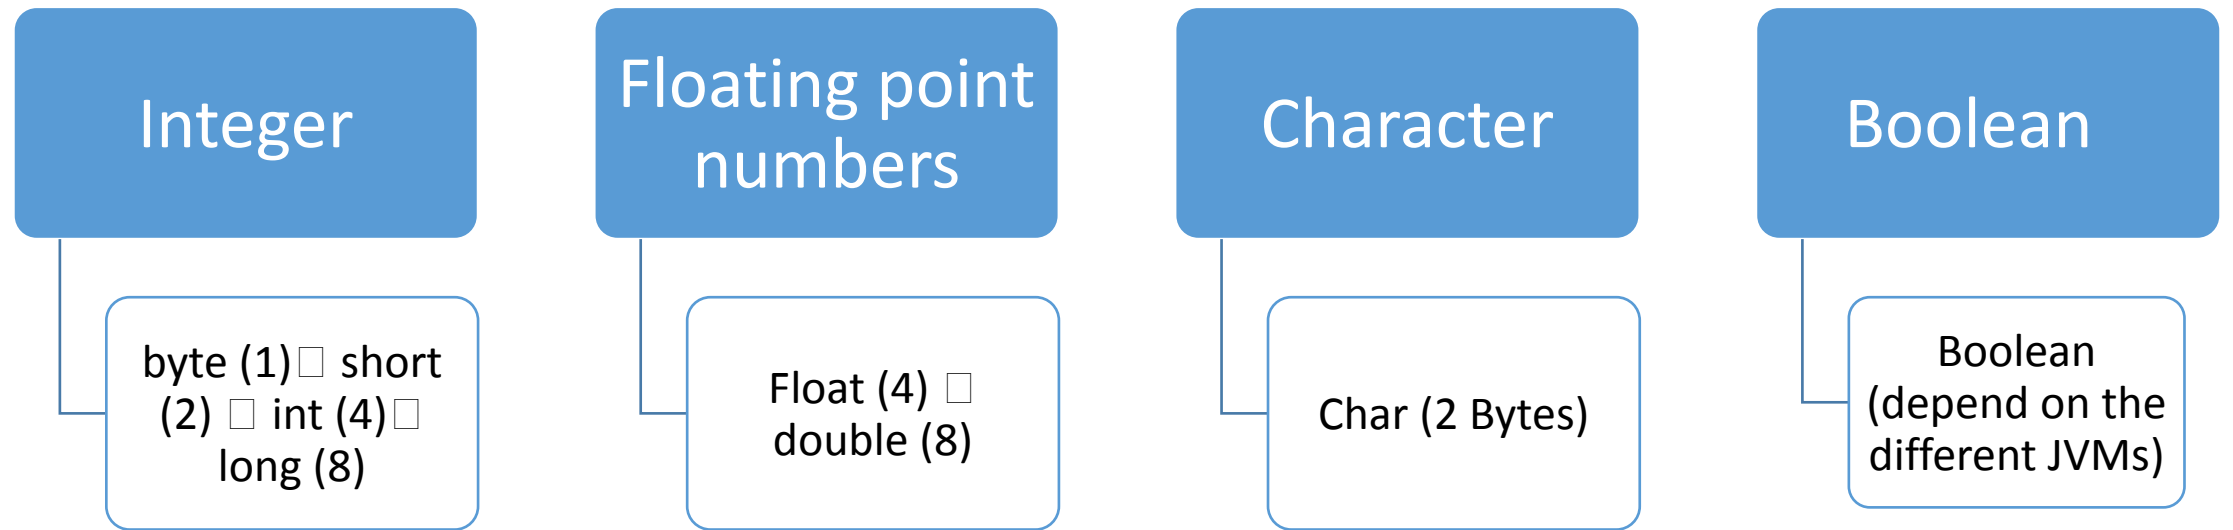 Integer
byte (1)□ short
(2) □ int (4)□
long (8)
Floating point
numbers
Float (4) □
double (8)
Character
Char (2 Bytes)
Boolean
Boolean
(depend on the
different JVMs)